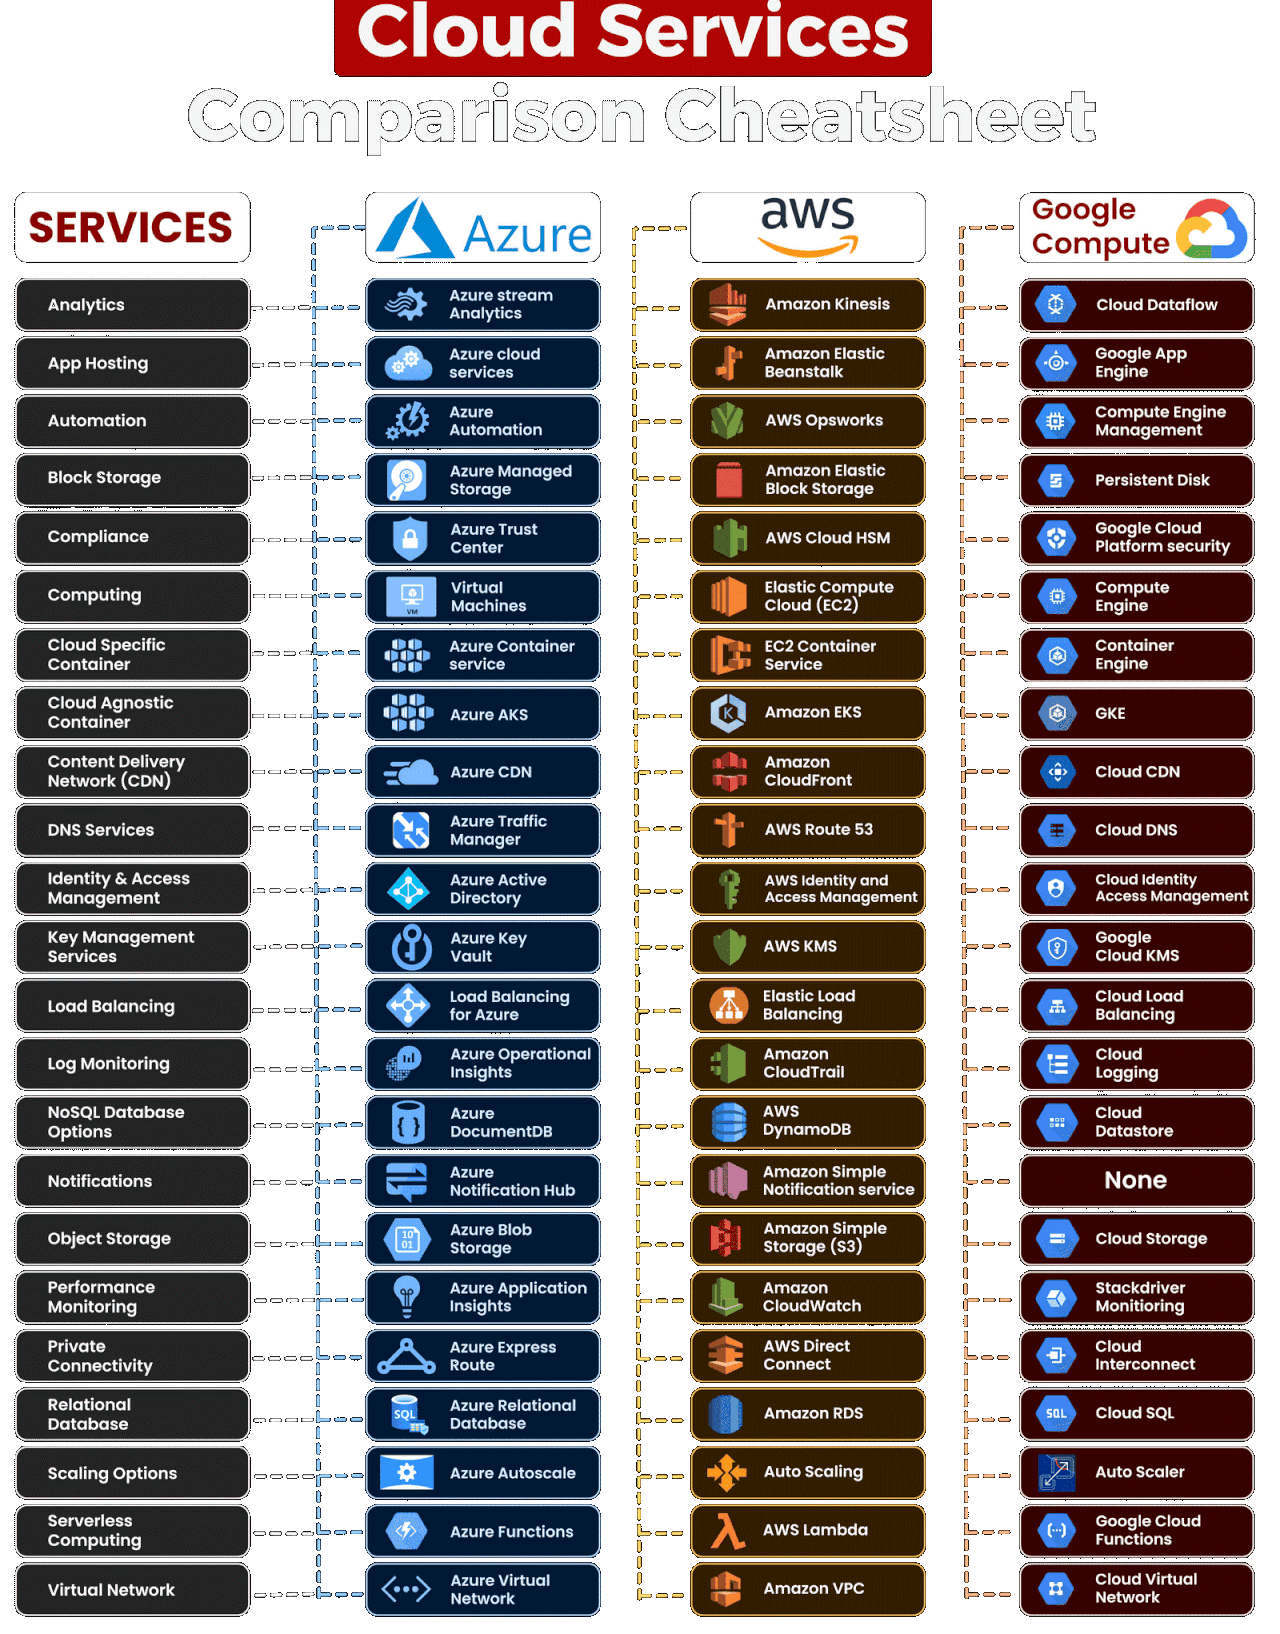 Cloud Services
Comparison Cheatsheet
SERVICES
Azure
aws
Google
Compute
Analytics
Azure stream
Analytics
Amazon Kinesis
Cloud Dataflow
App Hosting
Azure cloud
services
Amazon Elastic
Beanstalk
Google App
Engine
Automation
Azure
Automation
AWS Opsworks
Compute Engine
Management
Block Storage
Azure Managed
Storage
Amazon Elastic
Block Storage
Persistent Disk
Compliance
Azure Trust
Center
AWS Cloud HSM
Google Cloud
Platform security
Computing
VM
Virtual
Machines
Elastic Compute
Cloud (EC2)
Compute
Engine
Cloud Specific
Container
Azure Container
service
EC2 Container
Service
Container
Engine
Cloud Agnostic
Container
Azure AKS
K
Amazon EKS
GKE
Content Delivery
Network (CDN)
Azure CDN
Amazon
CloudFront
Cloud CDN
DNS Services
Azure Traffic
Manager
AWS Route 53
Cloud DNS
Identity & Access
Management
Azure Active
Directory
AWS Identity and
Access Management
Cloud Identity
Access Management
Key Management
Services
Azure Key
Vault
AWS KMS
Google
Cloud KMS
Load Balancing
Load Balancing
for Azure
Elastic Load
Balancing
Cloud Load
Balancing
Log Monitoring
Azure Operational
Insights
Amazon
CloudTrail
Cloud
Logging
NoSQL Database
Options
Azure
DocumentDB
AWS
DynamoDB
Cloud
Datastore
Notifications
Azure
Notification Hub
Amazon Simple
Notification service
None
Object Storage
10
01
Azure Blob
Storage
Amazon Simple
Storage (S3)
Cloud Storage
Performance
Monitoring
Azure Application
Insights
Amazon
CloudWatch
Stackdriver
Monitioring
Private
Connectivity
Azure Express
Route
AWS Direct
Connect
Cloud
Interconnect
Relational
Database
SQL
Azure Relational
Database
Amazon RDS
SQL
Cloud SQL
Scaling Options
Azure Autoscale
Auto Scaling
Auto Scaler
Serverless
Computing
Azure Functions
AWS Lambda
Google Cloud
Functions
Virtual Network
Azure Virtual
Network
Amazon VPC
Cloud Virtual
Network